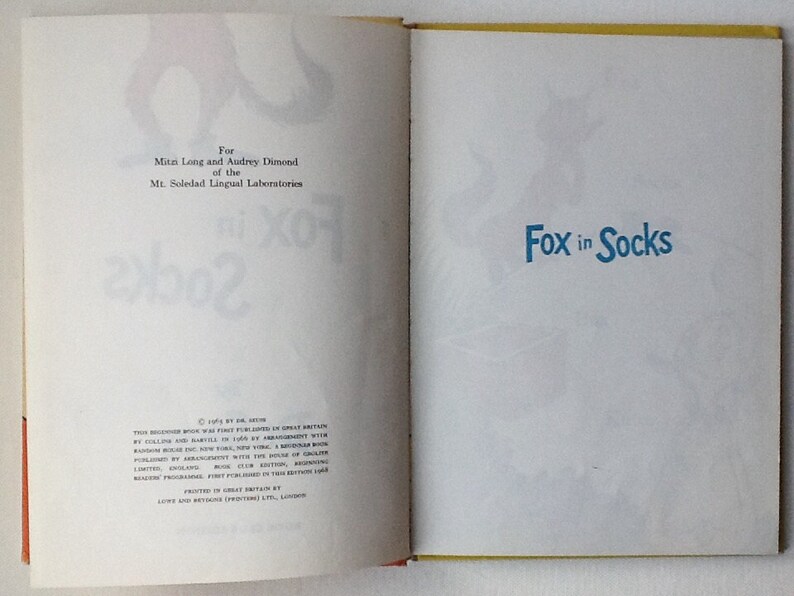 For
Mitzi Long and Audrey Dimond
of the
Mt. Soledad Lingual Laboratories
© 1965 BY DR. SEUSS
THIS BEGINNER BOOK WAS FIRST PUBLISHED IN GREAT BRITAIN
BY COLLINS AND HARVILL IN 1966 BY ARRANGEMENT WITH
RANDOM HOUSE INC. NEW YORK, NEW YORK. A BEGINNER BOOK
PUBLISHED BY ARRANGEMENT WITH THE HOUSE OF GROLIER
LIMITED, ENGLAND. BOOK CLUB EDITION, BEGINNING
READERS' PROGRAMME. FIRST PUBLISHED IN THIS EDITION 1968
PRINTED IN GREAT BRITAIN BY
LOWE AND BRYDONE (PRINTERS) LTD., LONDON
Fox in Socks
Fox in
Socks